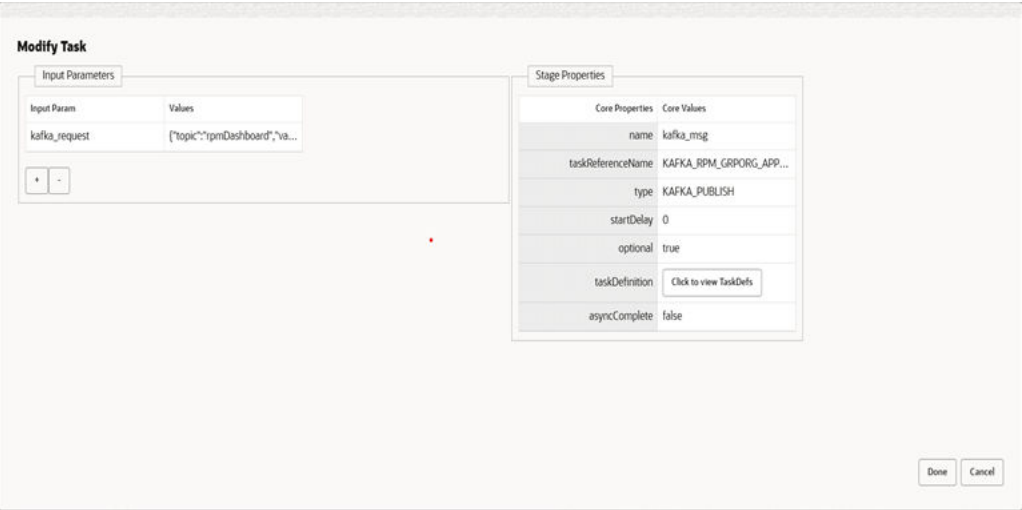 Modify Task
Input Parameters
Input Param Values
kafka_request {"topic":"rpmDashboard","va...
+ -
Stage Properties
Core Properties Core Values
name kafka_msg
taskReferenceName KAFKA_RPM_GRPORG_APP...
type KAFKA_PUBLISH
startDelay 0
optional true
taskDefinition Click to view TaskDefs
asyncComplete false
Done Cancel